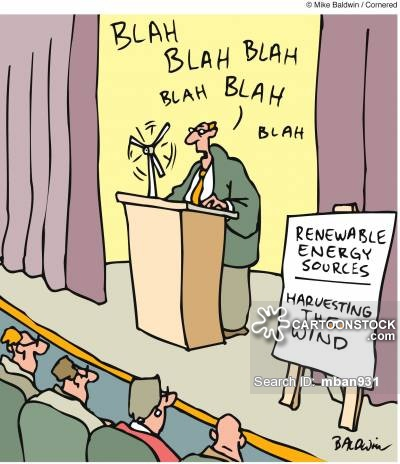 © Mike Baldwin / Cornered
BLAH
BLAH BLAH
BLAH BLAH
BLAH
RENEWABLE
ENERGY
SOURCES
HARVESTING
THE
WIND
CARTOONSTOCK
.com
Search ID: mban931
BALDWIN